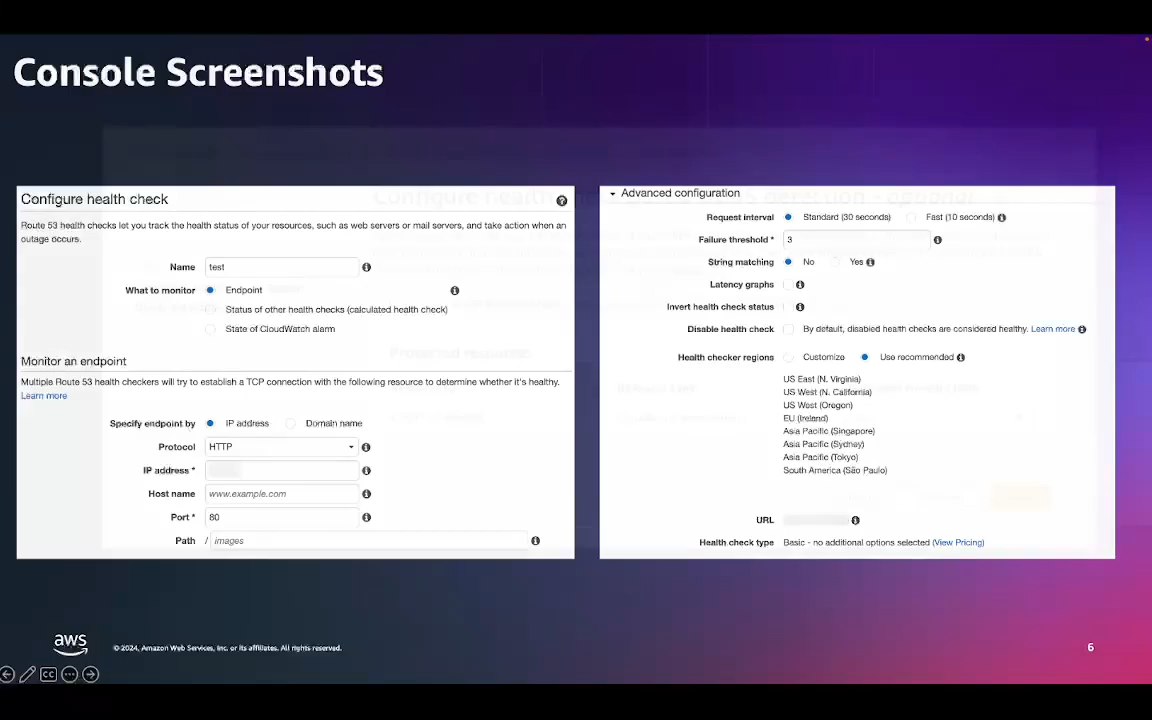 Console Screenshots
Configure health check
Route 53 health checks let you track the health status of your resources, such as web servers or mail servers, and take action when an
outage occurs.
Name test
What to monitor Endpoint
Status of other health checks (calculated health check)
State of CloudWatch alarm
Monitor an endpoint
Multiple Route 53 health checkers will try to establish a TCP connection with the following resource to determine whether it's healthy.
Learn more
Specify endpoint by IP address Domain name
Protocol HTTP
IP address *
Host name www.example.com
Port * 80
Path / images
Advanced configuration
Request interval Standard (30 seconds) Fast (10 seconds)
Failure threshold * 3
String matching No Yes
Latency graphs
Invert health check status
Disable health check By default, disabled health checks are considered healthy. Learn more
Health checker regions Customize Use recommended
US East (N. Virginia)
US West (N. California)
US West (Oregon)
EU (Ireland)
Asia Pacific (Singapore)
Asia Pacific (Sydney)
Asia Pacific (Tokyo)
South America (São Paulo)
URL
Health check type Basic - no additional options selected (View Pricing)
aws
© 2024, Amazon Web Services, Inc. or its affiliates. All rights reserved.
6
CC